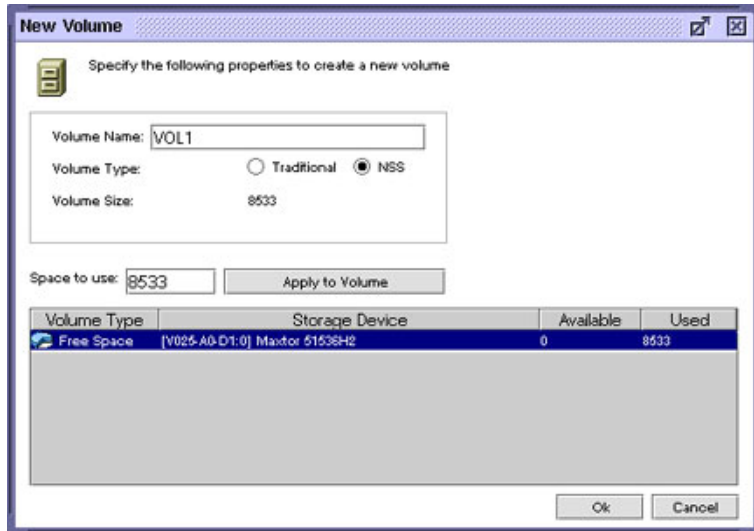 New Volume
Specify the following properties to create a new volume
Volume Name: VOL1
Volume Type: Traditional NSS
Volume Size: 8533
Space to use: 8533 Apply to Volume
Volume Type Storage Device Available Used
Free Space [V025-A0-D1:0] Maxtor 51536H2 0 8533
Ok Cancel